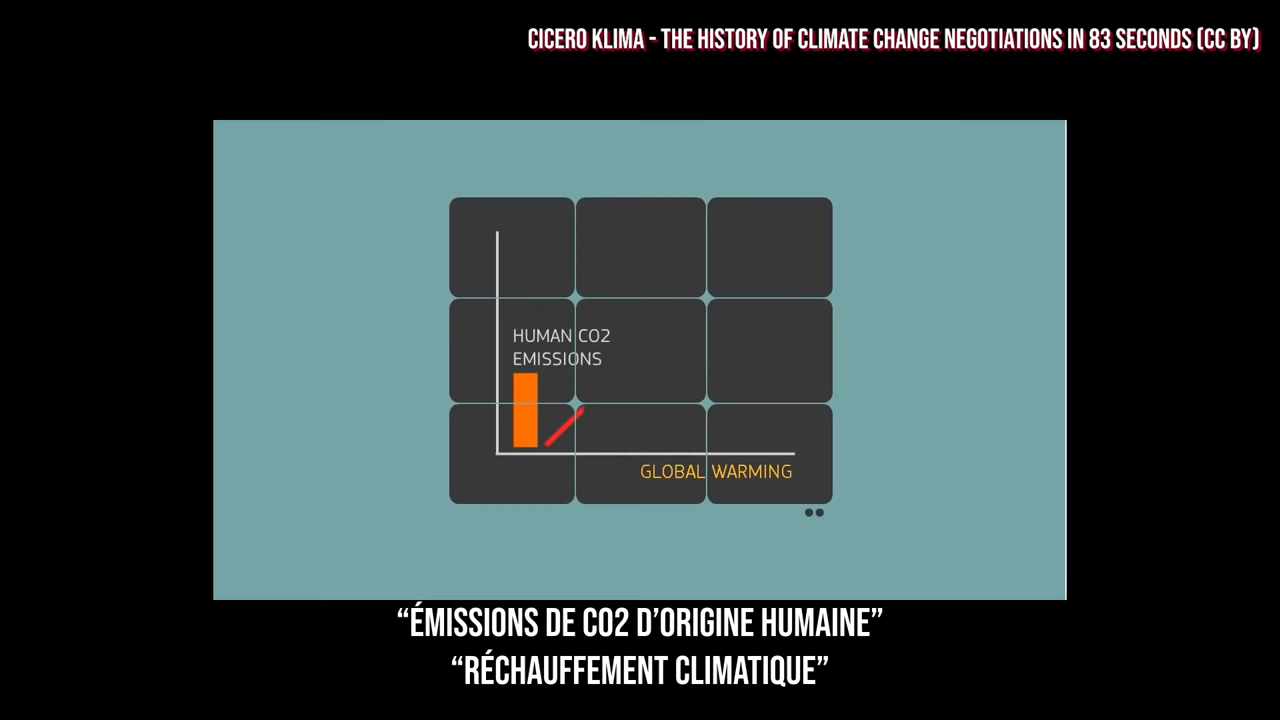 CICERO KLIMA - THE HISTORY OF CLIMATE CHANGE NEGOTIATIONS IN 83 SECONDS (CC BY)
HUMAN CO2
EMISSIONS
GLOBAL WARMING
“ÉMISSIONS DE CO2 D’ORIGINE HUMAINE”
“RÉCHAUFFEMENT CLIMATIQUE”